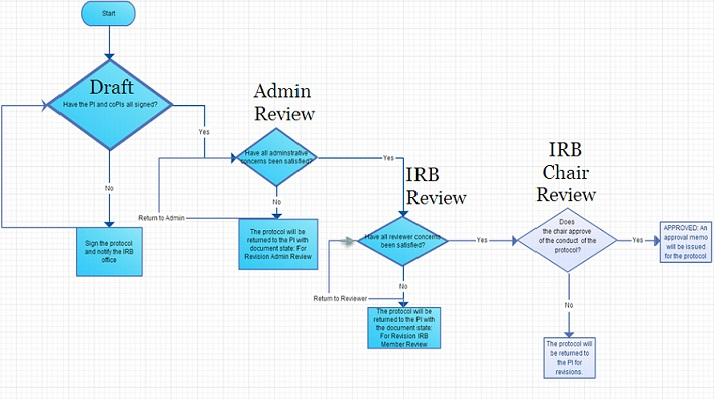 Start
Draft
Have the PI and coPIs all signed?
Yes
No
Sign the protocol
and notify the IRB
office
Admin
Review
Have all adminstrative
concerns been satisfied?
Yes
No
Return to Admin
The protocol will be
returned to the PI with
document state: For
Revision Admin Review
IRB
Review
Have all reviewer concerns
been satisfied?
Yes
No
Return to Reviewer
The protocol will be
returned to the PI with
the document state:
For Revision IRB
Member Review
IRB
Chair
Review
Does
the chair approve
of the conduct of the
protocol?
Yes
No
APPROVED: An
approval memo
will be issued
for the protocol
The protocol will
be returned to
the PI for
revisions.